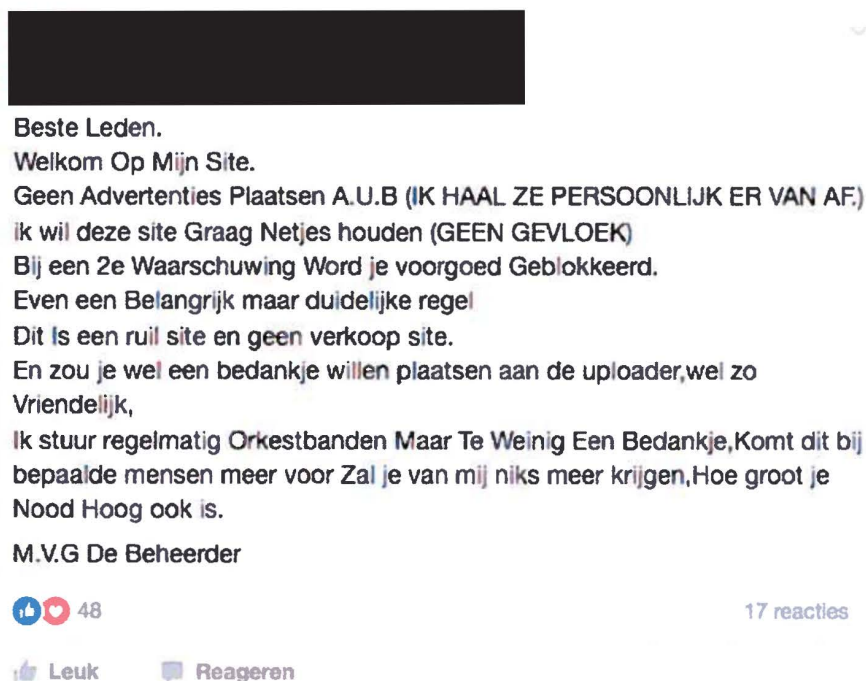 Beste Leden.
Welkom Op Mijn Site.
Geen Advertenties Plaatsen A.U.B (IK HAAL ZE PERSOONLIJK ER VAN AF.)
ik wil deze site Graag Netjes houden (GEEN GEVLOEK)
Bij een 2e Waarschuwing Word je voorgoed Geblokkeerd.
Even een Belangrijk maar duidelijke regel
Dit Is een ruil site en geen verkoop site.
En zou je wel een bedankje willen plaatsen aan de uploader,wel zo
Vriendelijk,
Ik stuur regelmatig Orkestbanden Maar Te Weinig Een Bedankje,Komt dit bij
bepaalde mensen meer voor Zal je van mij niks meer krijgen,Hoe groot je
Nood Hoog ook is.
M.V.G De Beheerder
48
17 reacties
Leuk
Reageren